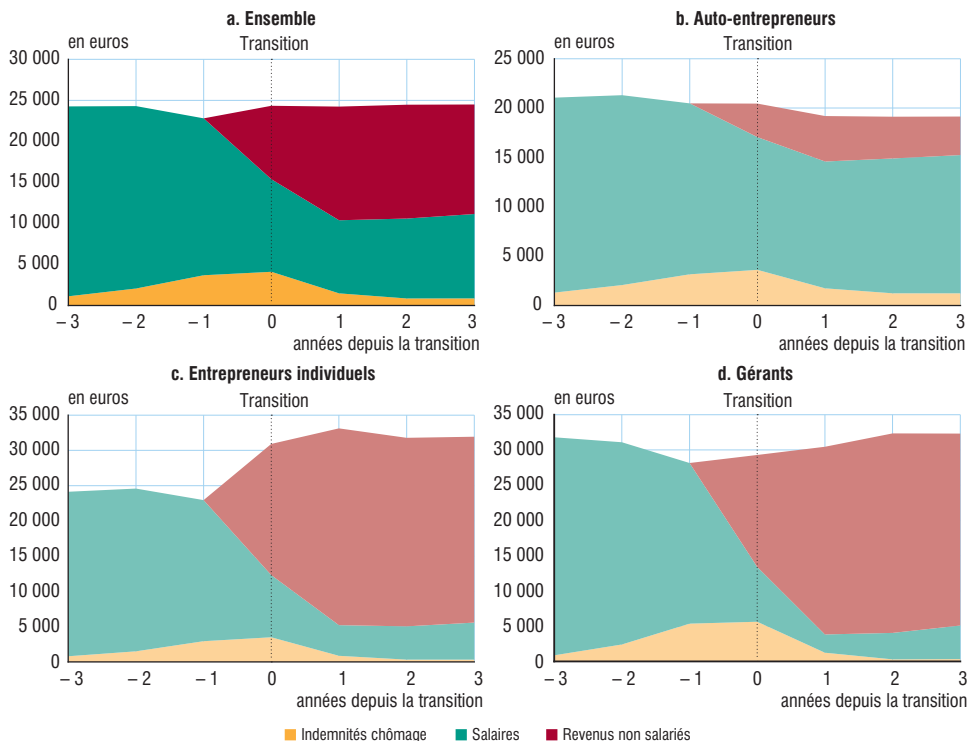 a. Ensemble
en euros
Transition
30 000
25 000
20 000
15 000
10 000
5 000
0
– 3 – 2 – 1 0 1 2 3
années depuis la transition
b. Auto-entrepreneurs
en euros
Transition
25 000
20 000
15 000
10 000
5 000
0
– 3 – 2 – 1 0 1 2 3
années depuis la transition
c. Entrepreneurs individuels
en euros
Transition
35 000
30 000
25 000
20 000
15 000
10 000
5 000
0
– 3 – 2 – 1 0 1 2 3
années depuis la transition
d. Gérants
en euros
Transition
35 000
30 000
25 000
20 000
15 000
10 000
5 000
0
– 3 – 2 – 1 0 1 2 3
années depuis la transition
Indemnités chômage Salaires Revenus non salariés